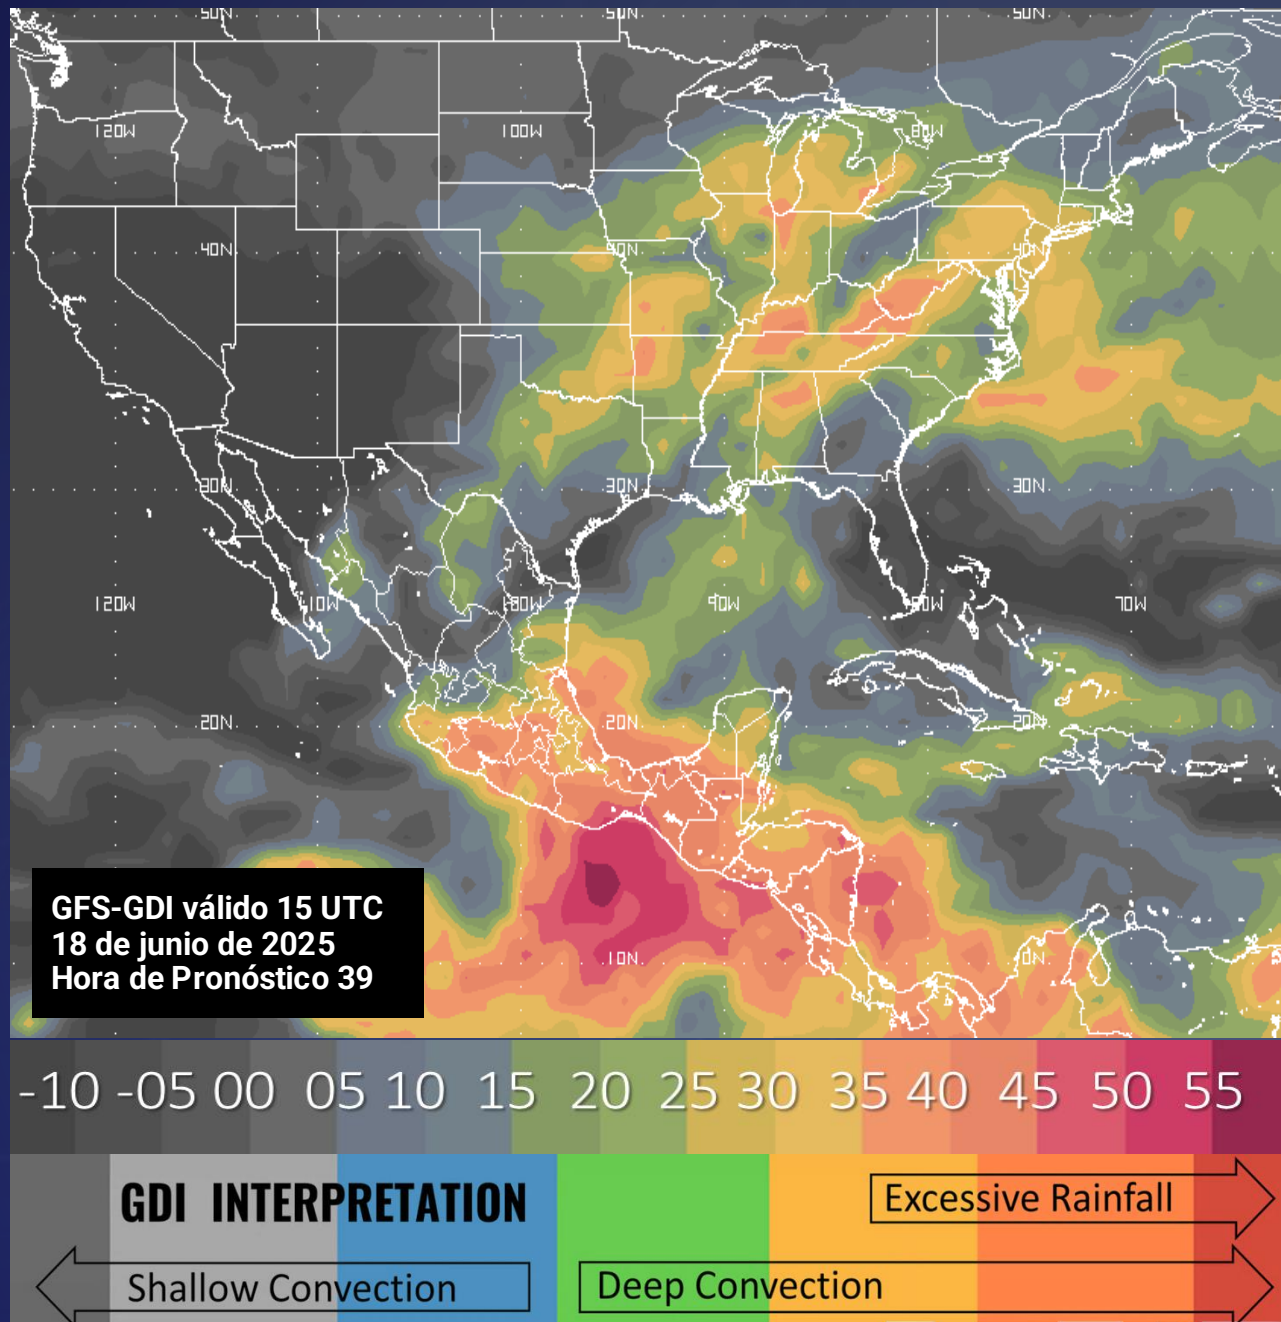 50N 50N 50N
120W 100W 80W
40N 40N 40N
30N 30N 30N
120W 110W 100W 90W 80W 70W
20N 20N 20N
GFS-GDI válido 15 UTC
18 de junio de 2025
Hora de Pronóstico 39
10N 10N
-10 -05 00 05 10 15 20 25 30 35 40 45 50 55
GDI INTERPRETATION
Excessive Rainfall
Shallow Convection
Deep Convection